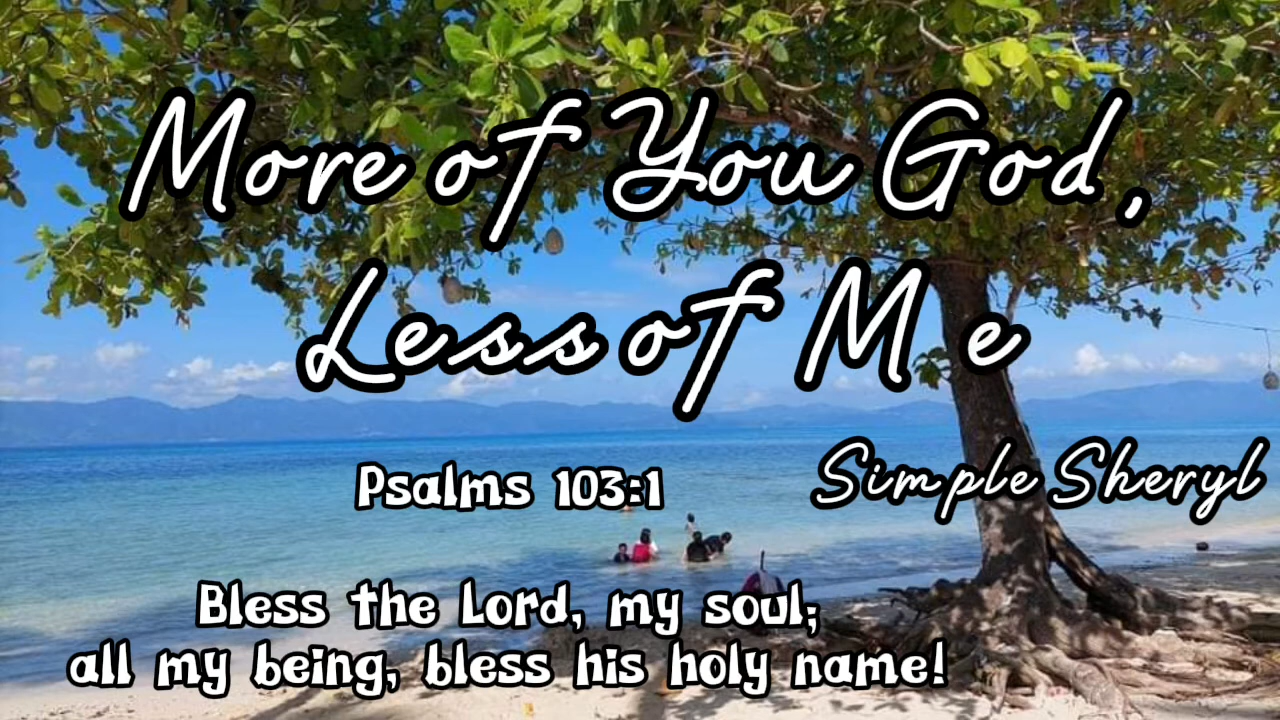 More of You God,
Less of Me
Simple Sheryl
Psalms 103:1
Bless the Lord, my soul;
all my being, bless his holy name!